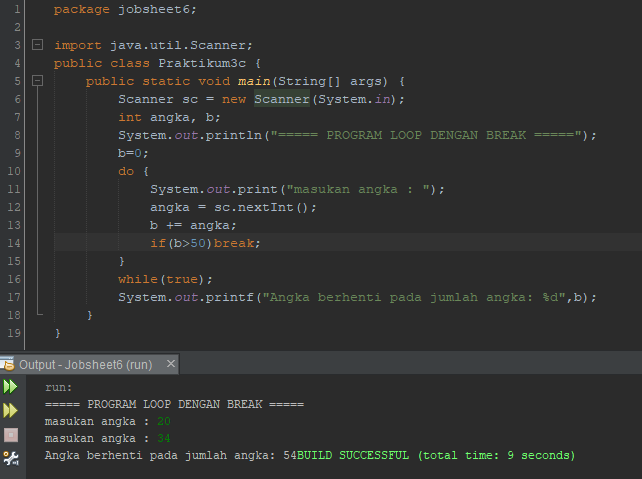 1 package jobsheet6;
2
3 import java.util.Scanner;
4 public class Praktikum3c {
5 public static void main(String[] args) {
6 Scanner sc = new Scanner(System.in);
7 int angka, b;
8 System.out.println("===== PROGRAM LOOP DENGAN BREAK =====");
9 b=0;
10 do {
11 System.out.print("masukan angka : ");
12 angka = sc.nextInt();
13 b += angka;
14 if(b>50)break;
15 }
16 while(true);
17 System.out.printf("Angka berhenti pada jumlah angka: %d",b);
18 }
19 }
Output - Jobsheet6 (run) ×
run:
===== PROGRAM LOOP DENGAN BREAK =====
masukan angka : 20
masukan angka : 34
Angka berhenti pada jumlah angka: 54BUILD SUCCESSFUL (total time: 9 seconds)